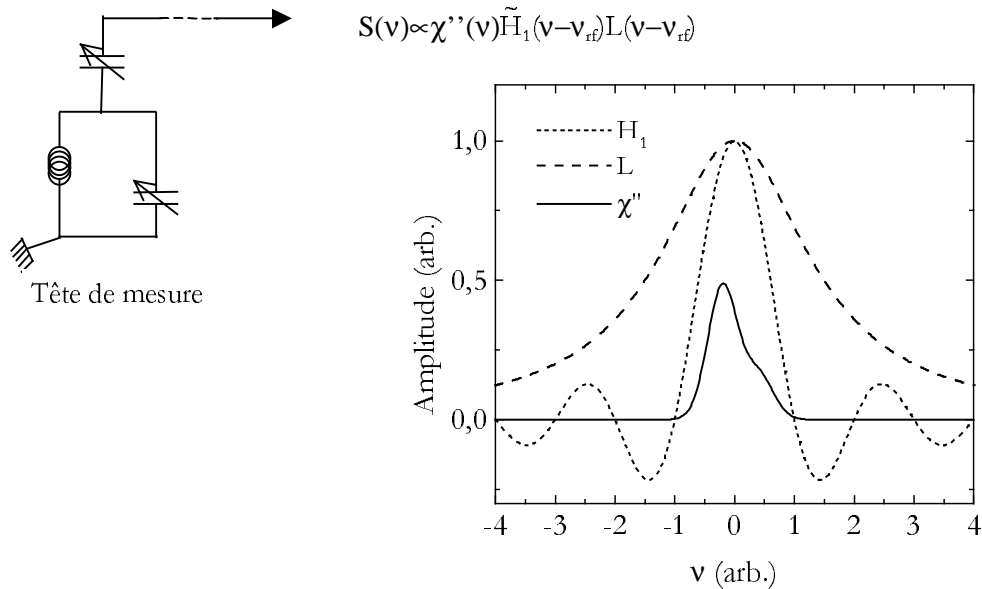 S(ν)∝χ’’(ν)H̃₁(ν−νrf)L(ν−νrf)
Tête de mesure
H₁
L
χ"
Amplitude (arb.)
1,0
0,5
0,0
-4 -3 -2 -1 0 1 2 3 4
ν (arb.)